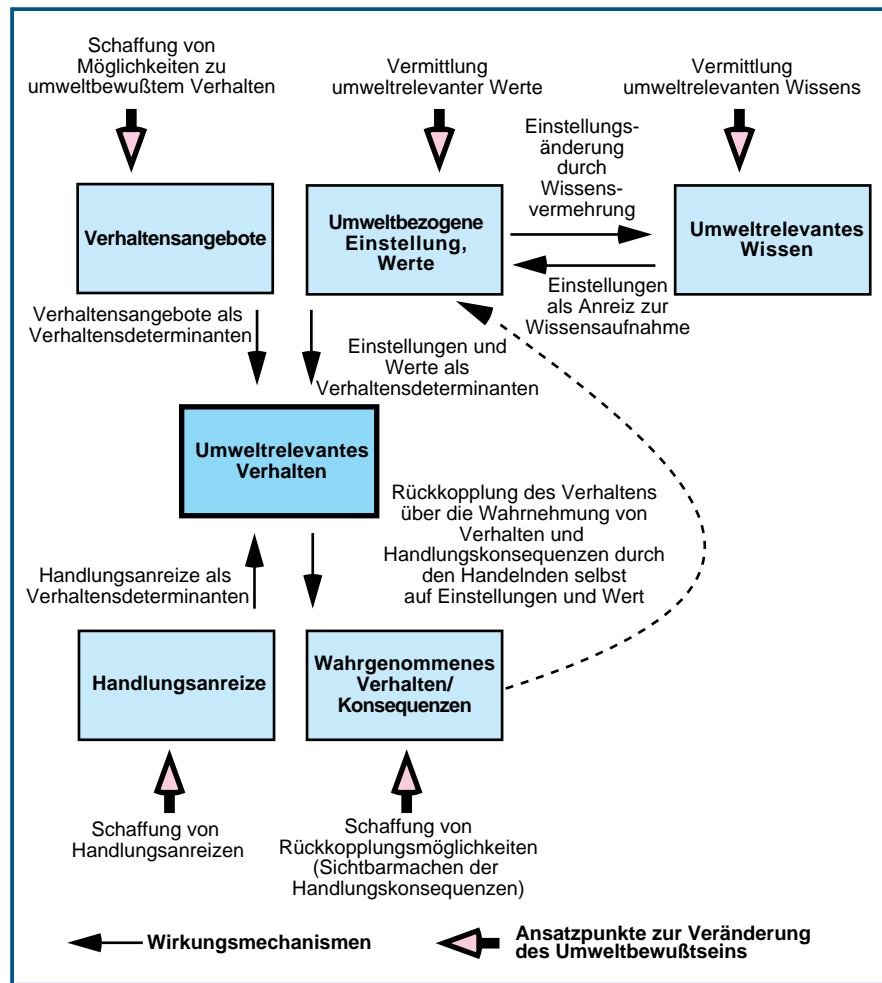 Schaffung von
Möglichkeiten zu
umweltbewußtem Verhalten
Vermittlung
umweltrelevanter Werte
Vermittlung
umweltrelevanten Wissens
Einstellungs-
änderung
durch
Wissens-
vermehrung
Verhaltensangebote
Umweltbezogene
Einstellung,
Werte
Umweltrelevantes
Wissen
Einstellungen
als Anreiz zur
Wissensaufnahme
Verhaltensangebote als
Verhaltensdeterminanten
Einstellungen und
Werte als
Verhaltensdeterminanten
Umweltrelevantes
Verhalten
Rückkopplung des Verhaltens
über die Wahrnehmung von
Verhalten und
Handlungskonsequenzen durch
den Handelnden selbst
auf Einstellungen und Wert
Handlungsanreize als
Verhaltensdeterminanten
Handlungsanreize
Wahrgenommenes
Verhalten/
Konsequenzen
Schaffung von
Handlungsanreizen
Schaffung von
Rückkopplungsmöglichkeiten
(Sichtbarmachen der
Handlungskonsequenzen)
Wirkungsmechanismen
Ansatzpunkte zur Veränderung
des Umweltbewußtseins